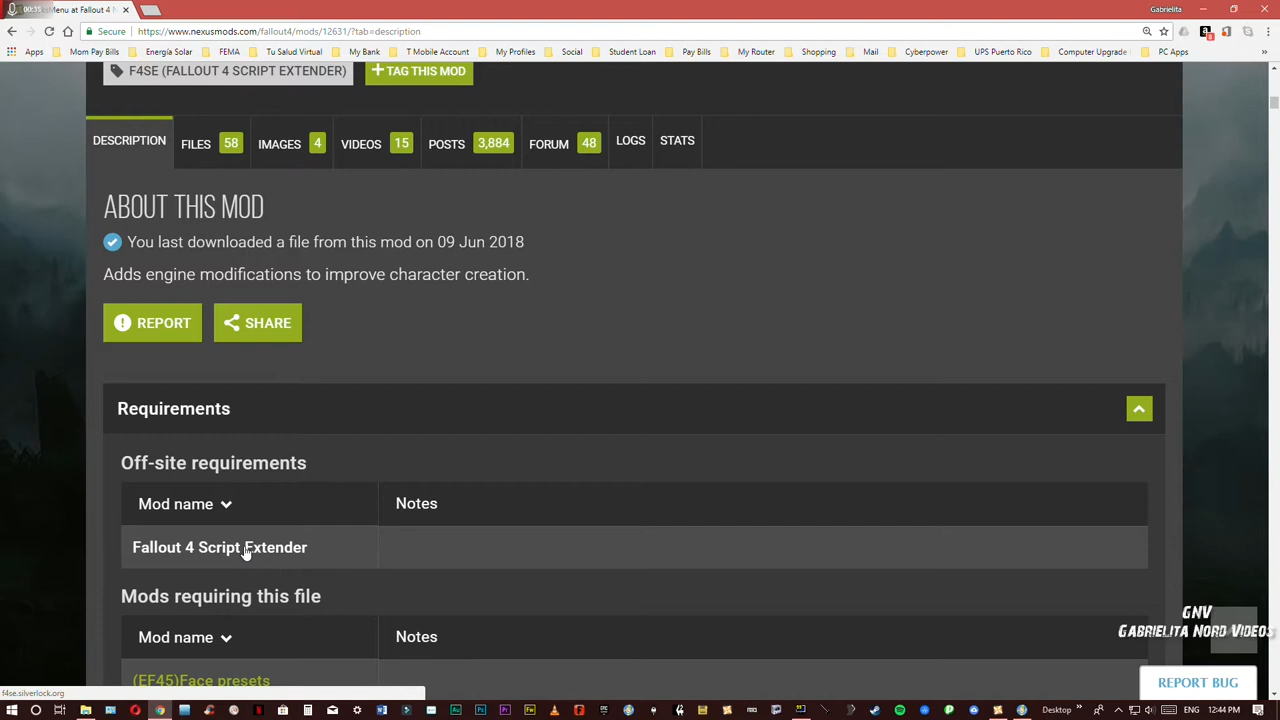 00:35
sMenu at Fallout 4 N
Gabrielita
Secure
https://www.nexusmods.com/fallout4/mods/12631/?tab=description
Apps
Mom Pay Bills
Energía Solar
FEMA
Tu Salud Virtual
My Bank
T Mobile Account
My Profiles
Social
Student Loan
Pay Bills
My Router
Shopping
Mail
Cyberpower
UPS Puerto Rico
Computer Upgrade
PC Apps
F4SE (FALLOUT 4 SCRIPT EXTENDER)
+ TAG THIS MOD
DESCRIPTION
FILES 58
IMAGES 4
VIDEOS 15
POSTS 3,884
FORUM 48
LOGS
STATS
ABOUT THIS MOD
You last downloaded a file from this mod on 09 Jun 2018
Adds engine modifications to improve character creation.
REPORT
SHARE
Requirements
Off-site requirements
Mod name
Notes
Fallout 4 Script Extender
Mods requiring this file
Mod name
Notes
(EF45)Face presets
GNV
GABRIELITA NORD VIDEOS
REPORT BUG
f4se.silverlock.org
Desktop
12:44 PM